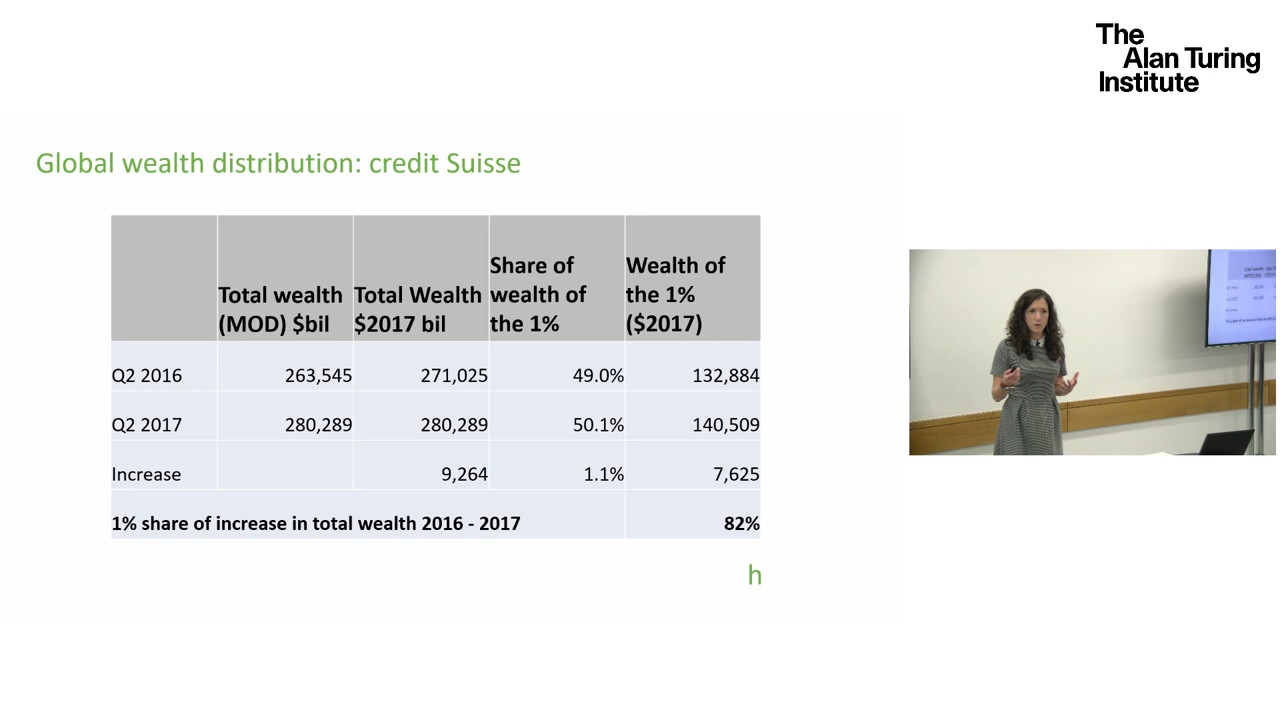 The
Alan Turing
Institute
Global wealth distribution: credit Suisse
Total wealth
(MOD) $bil
Total Wealth
$2017 bil
Share of
wealth of
the 1%
Wealth of
the 1%
($2017)
Q2 2016 263,545 271,025 49.0% 132,884
Q2 2017 280,289 280,289 50.1% 140,509
Increase 9,264 1.1% 7,625
1% share of increase in total wealth 2016 - 2017 82%
h